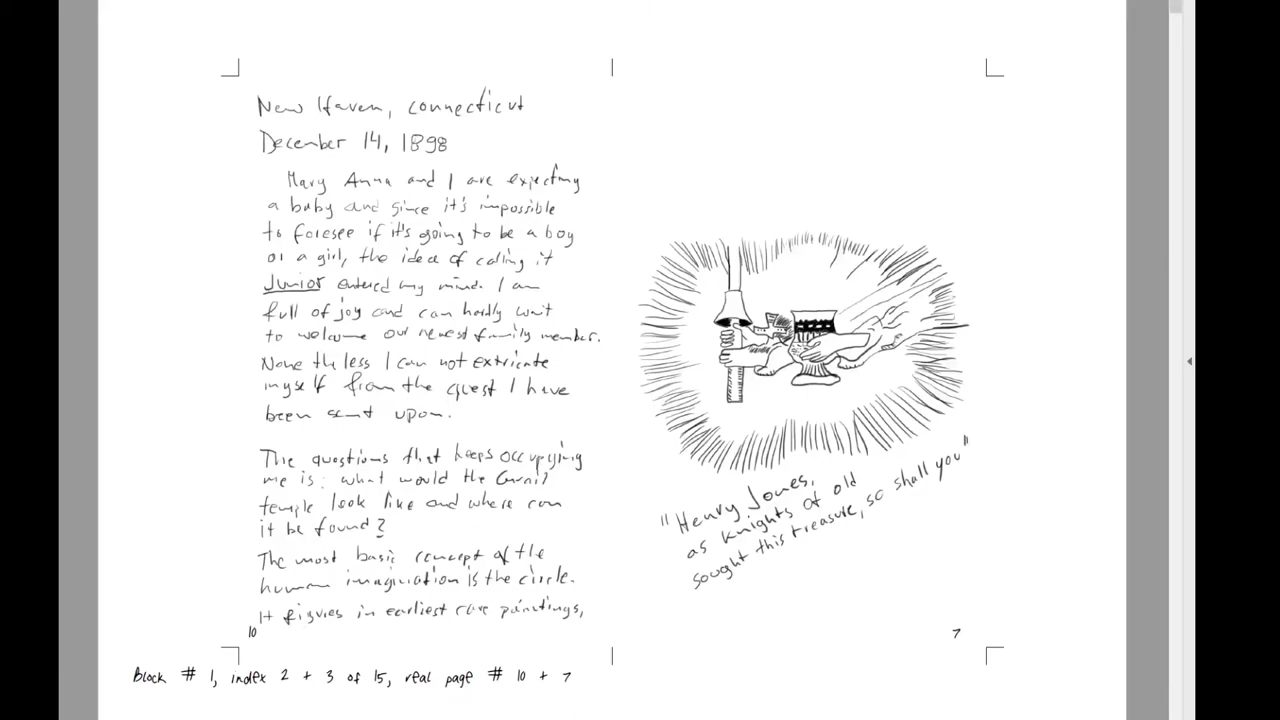 New Haven, connecticut
December 14, 1898
Mary Anna and I are expecting
a baby and since it's impossible
to foresee if it's going to be a boy
or a girl, the idea of calling it
Junior entered my mind. I am
full of joy and can hardly wait
to welcome our newest family member.
None the less I can not extricate
myself from the quest I have
been sent upon.
The questions that keeps occupying
me is: what would the Grail
temple look like and where can
it be found?
The most basic concept of the
human imagination is the circle.
It figures in earliest cave paintings,
10
"Henry Jones,
as knights of old
sought this treasure, so shall you"
7
Block # 1, index 2 + 3 of 15, real page # 10 + 7